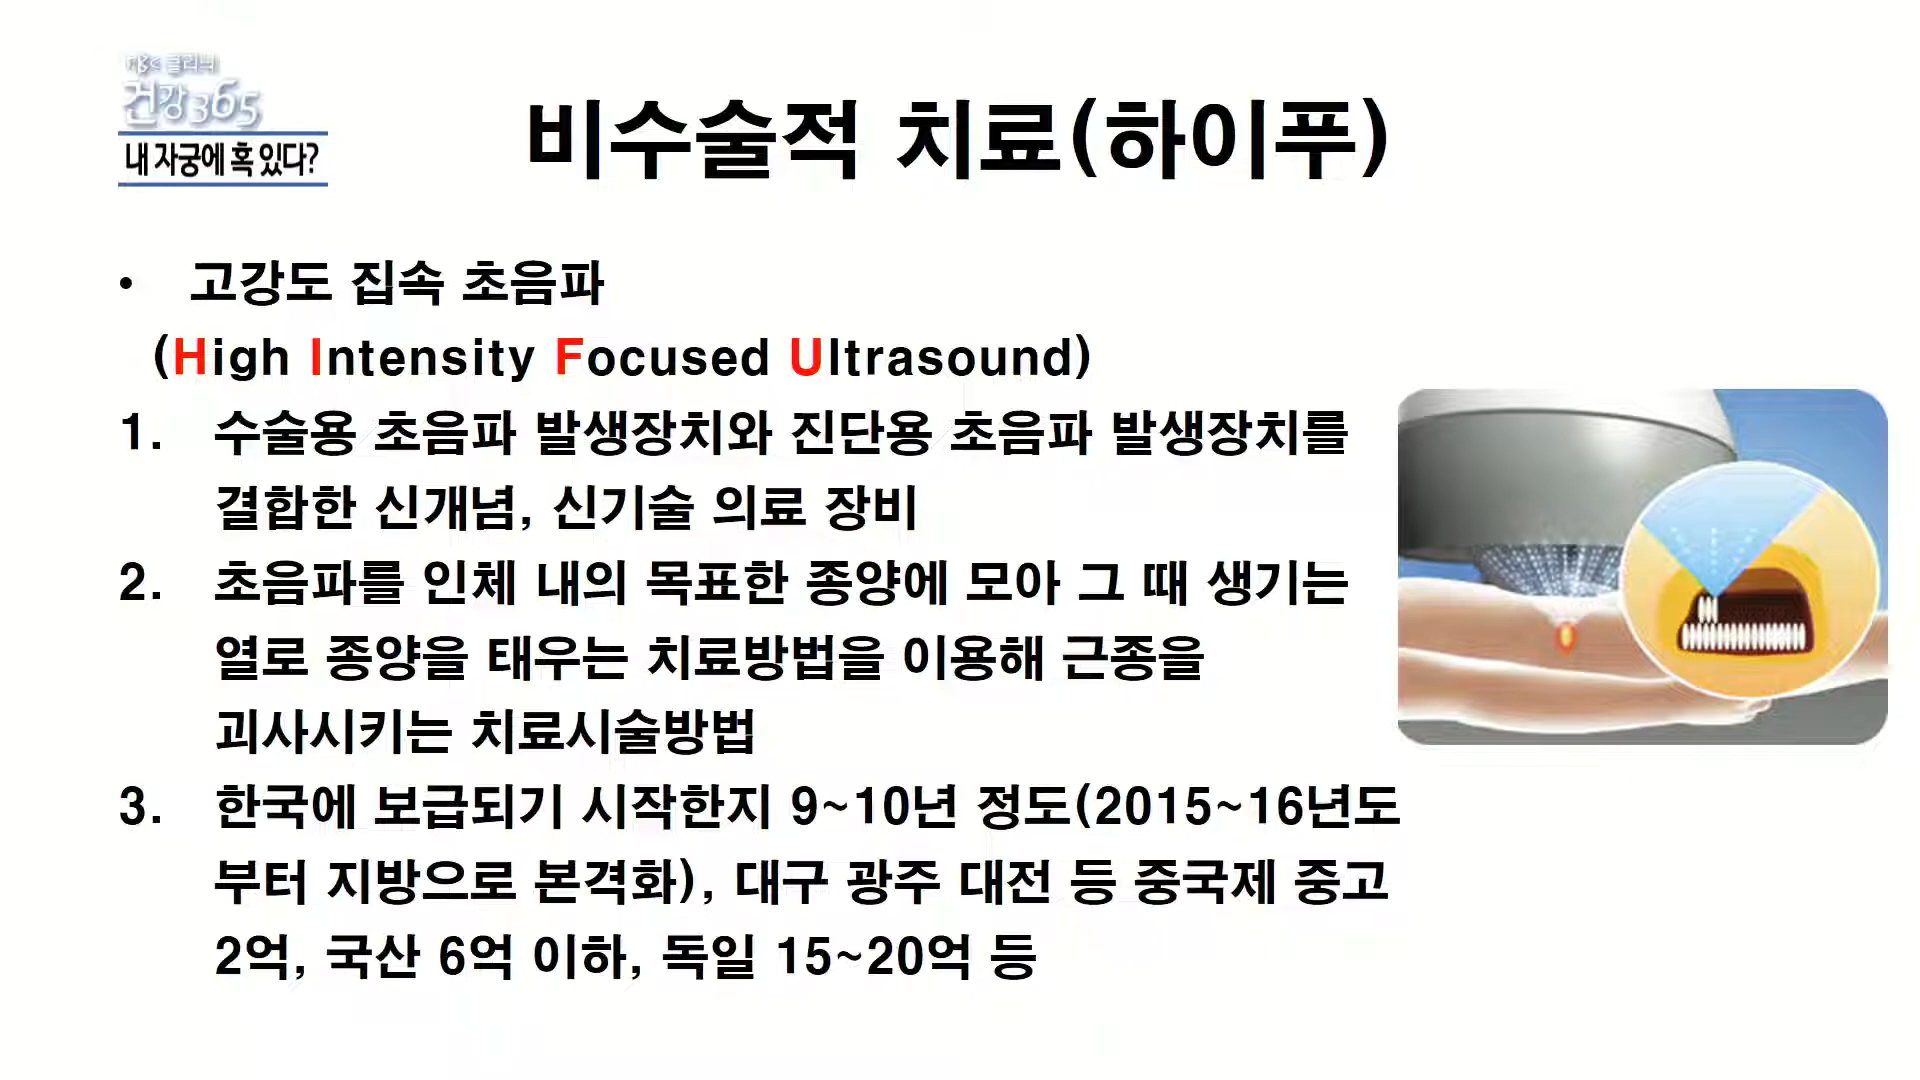 클리닉
건강365
내 자궁에 혹 있다?
비수술적 치료(하이푸)
• 고강도 집속 초음파
(High Intensity Focused Ultrasound)
1. 수술용 초음파 발생장치와 진단용 초음파 발생장치를
결합한 신개념, 신기술 의료 장비
2. 초음파를 인체 내의 목표한 종양에 모아 그 때 생기는
열로 종양을 태우는 치료방법을 이용해 근종을
괴사시키는 치료시술방법
3. 한국에 보급되기 시작한지 9~10년 정도(2015~16년도
부터 지방으로 본격화), 대구 광주 대전 등 중국제 중고
2억, 국산 6억 이하, 독일 15~20억 등